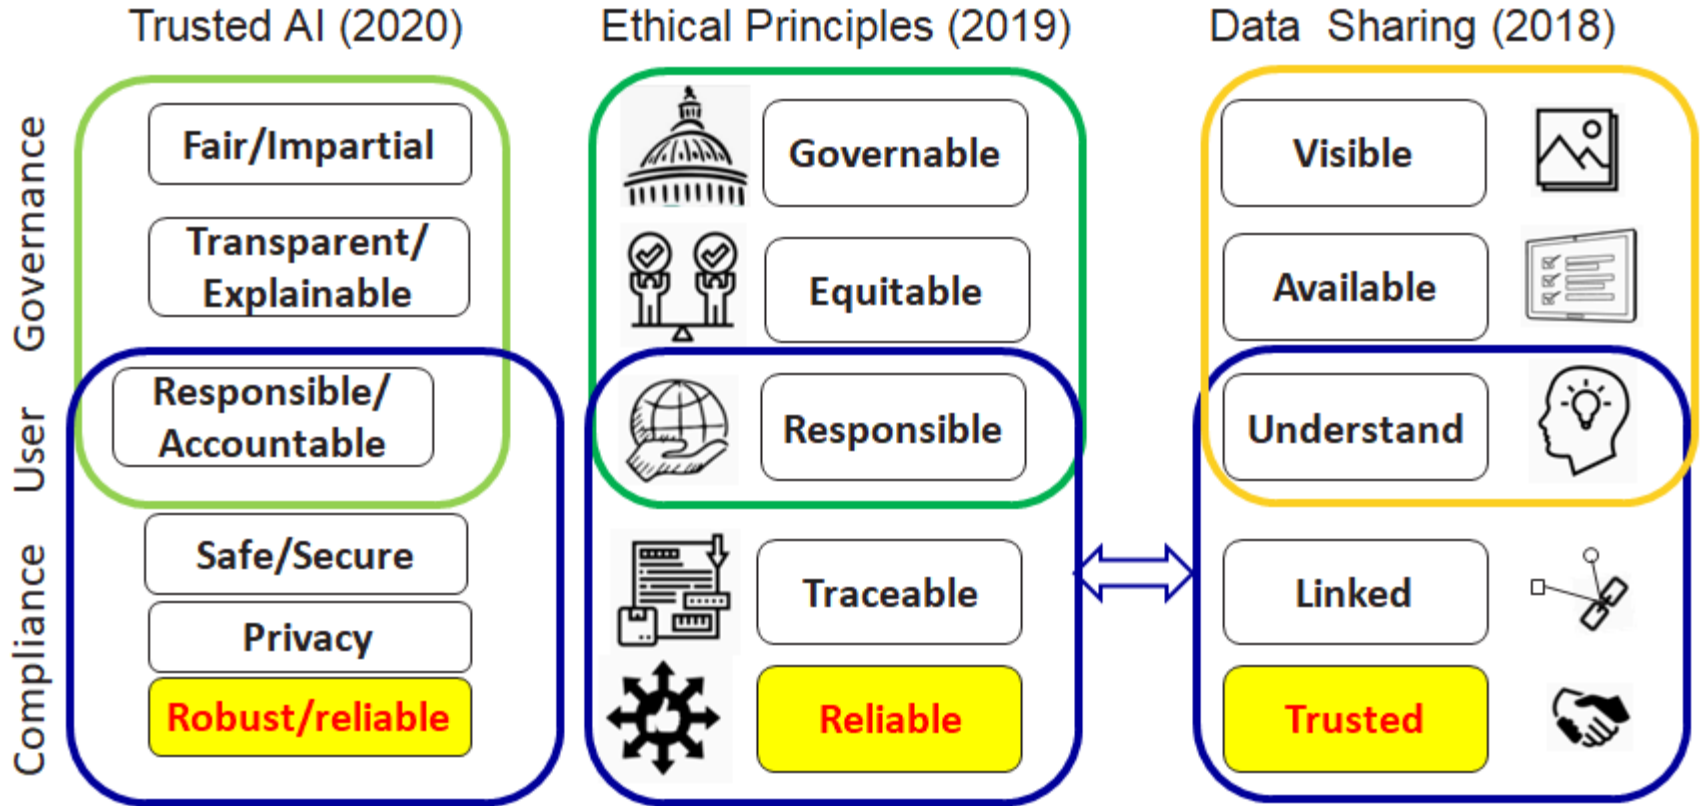 Trusted AI (2020)
Ethical Principles (2019)
Data Sharing (2018)
Governance
User
Compliance
Fair/Impartial
Transparent/
Explainable
Responsible/
Accountable
Safe/Secure
Privacy
Robust/reliable
Governable
Equitable
Responsible
Traceable
Reliable
Visible
Available
Understand
Linked
Trusted